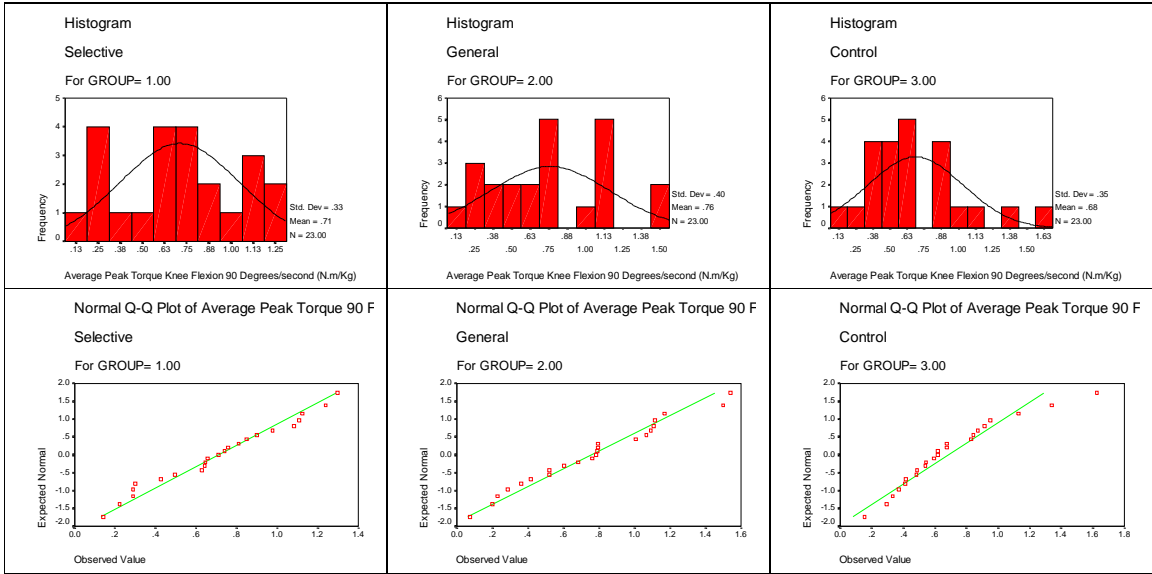 Histogram
Selective
For GROUP= 1.00
5
4
3
2
1
0
Frequency
Std. Dev = .33
Mean = .71
N = 23.00
.13 .25 .38 .50 .63 .75 .88 1.00 1.13 1.25
Average Peak Torque Knee Flexion 90 Degrees/second (N.m/Kg)
Histogram
General
For GROUP= 2.00
6
5
4
3
2
1
0
Frequency
Std. Dev = .40
Mean = .76
N = 23.00
.13 .38 .63 .88 1.13 1.38
.25 .50 .75 1.00 1.25 1.50
Average Peak Torque Knee Flexion 90 Degrees/second (N.m/Kg)
Histogram
Control
For GROUP= 3.00
6
5
4
3
2
1
0
Frequency
Std. Dev = .35
Mean = .68
N = 23.00
.13 .38 .63 .88 1.13 1.38 1.63
.25 .50 .75 1.00 1.25 1.50
Average Peak Torque Knee Flexion 90 Degrees/second (N.m/Kg)
Normal Q-Q Plot of Average Peak Torque 90 F
Selective
For GROUP= 1.00
2.0
1.5
1.0
.5
0.0
-.5
-1.0
-1.5
-2.0
Expected Normal
0.0 .2 .4 .6 .8 1.0 1.2 1.4
Observed Value
Normal Q-Q Plot of Average Peak Torque 90 F
General
For GROUP= 2.00
2.0
1.5
1.0
.5
0.0
-.5
-1.0
-1.5
-2.0
Expected Normal
0.0 .2 .4 .6 .8 1.0 1.2 1.4 1.6
Observed Value
Normal Q-Q Plot of Average Peak Torque 90 F
Control
For GROUP= 3.00
2.0
1.5
1.0
.5
0.0
-.5
-1.0
-1.5
-2.0
Expected Normal
0.0 .2 .4 .6 .8 1.0 1.2 1.4 1.6 1.8
Observed Value